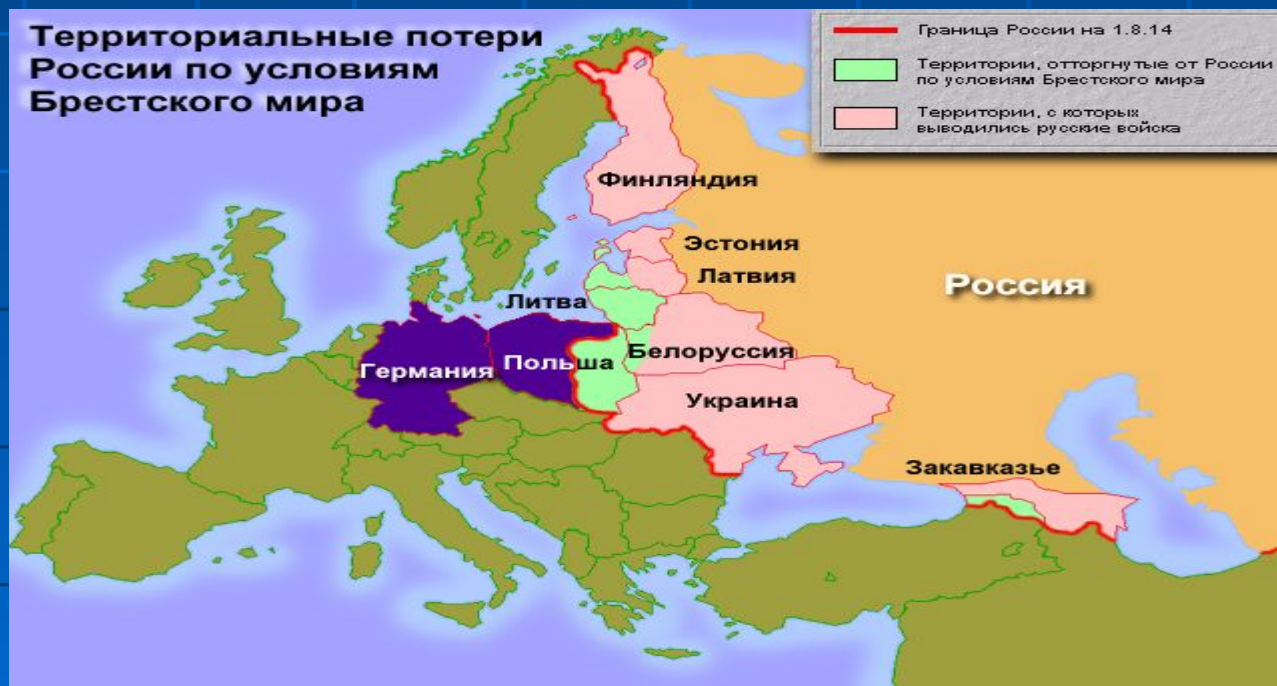 Территориальные потери
России по условиям
Брестского мира
Граница России на 1.8.14
Территории, отторгнутые от России
по условиям Брестского мира
Территории, с которых
выводились русские войска
Финляндия
Эстония
Латвия
Россия
Литва
Белоруссия
Германия
Польша
Украина
Закавказье